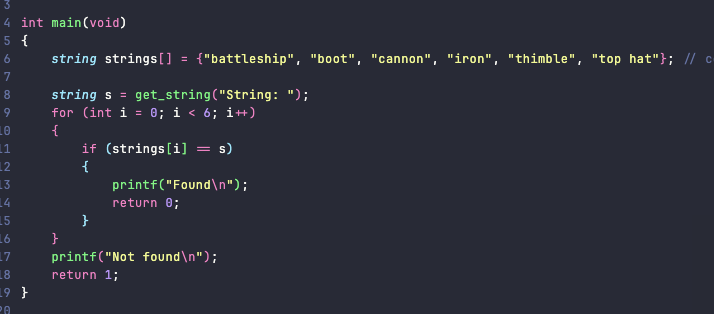 3
4 int main(void)
5 {
6 string strings[] = {"battleship", "boot", "cannon", "iron", "thimble", "top hat"}; // c
7
8 string s = get_string("String: ");
9 for (int i = 0; i < 6; i++)
10 {
11 if (strings[i] == s)
12 {
13 printf("Found\n");
14 return 0;
15 }
16 }
17 printf("Not found\n");
18 return 1;
19 }
20